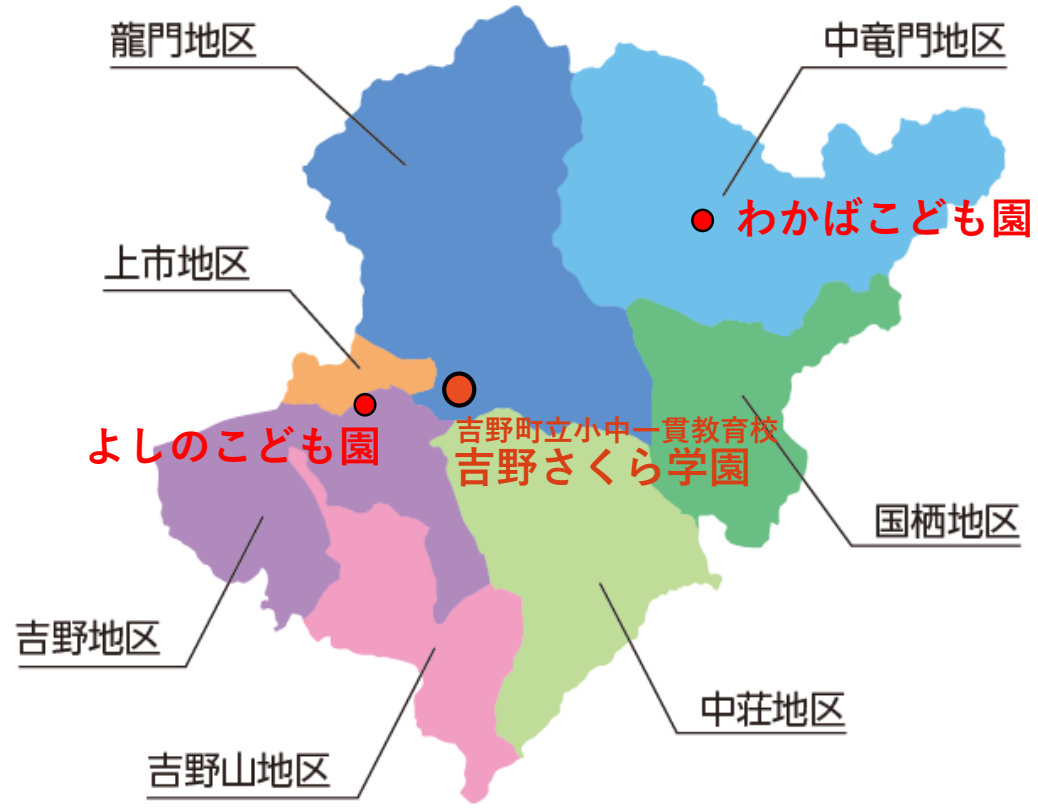 龍門地区
中竜門地区
わかばこども園
上市地区
吉野町立小中一貫教育校
よしのこども園
吉野さくら学園
国栖地区
吉野地区
中荘地区
吉野山地区